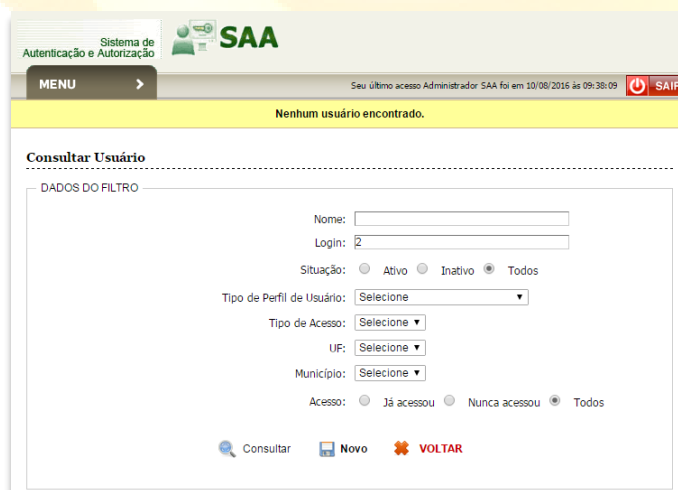 Sistema de
Autenticação e Autorização
SAA
MENU >
Seu último acesso Administrador SAA foi em 10/08/2016 às 09:38:09
SAIR
Nenhum usuário encontrado.
Consultar Usuário
DADOS DO FILTRO
Nome:
Login: 2
Situação: Ativo Inativo Todos
Tipo de Perfil de Usuário: Selecione
Tipo de Acesso: Selecione
UF: Selecione
Município: Selecione
Acesso: Já acessou Nunca acessou Todos
Consultar Novo VOLTAR